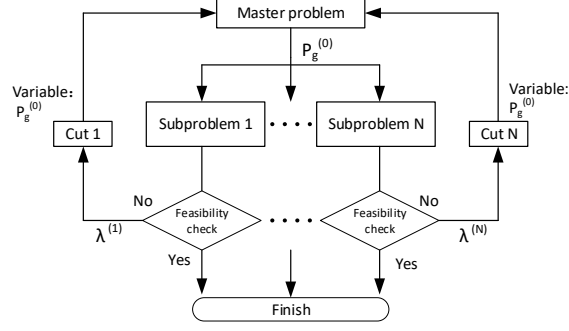 Master problem
P_g^(0)
Variable:
P_g^(0)
Variable:
P_g^(0)
Cut 1
Subproblem 1
Subproblem N
Cut N
No
No
Feasibility
check
Feasibility
check
λ^(1)
λ^(N)
Yes
Yes
Finish